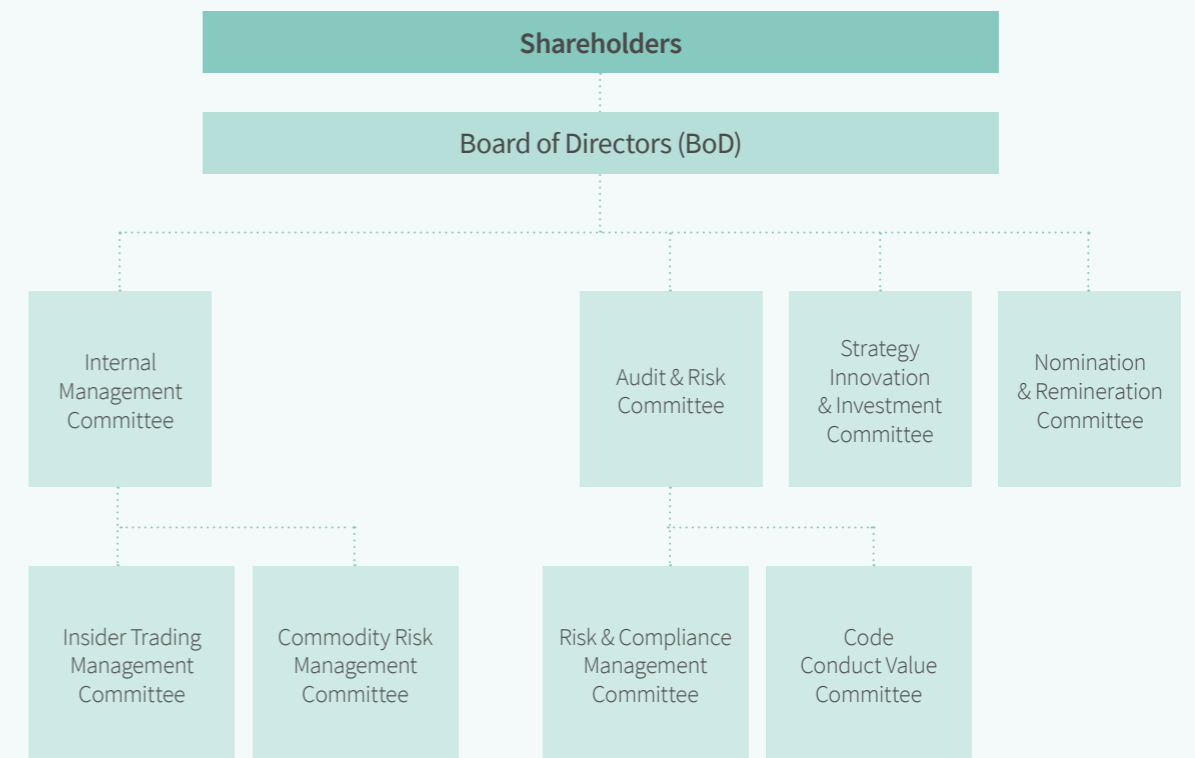 Shareholders
Board of Directors (BoD)
Internal
Management
Committee
Audit & Risk
Committee
Strategy
Innovation
& Investment
Committee
Nomination
& Remineration
Committee
Insider Trading
Management
Committee
Commodity Risk
Management
Committee
Risk & Compliance
Management
Committee
Code
Conduct Value
Committee